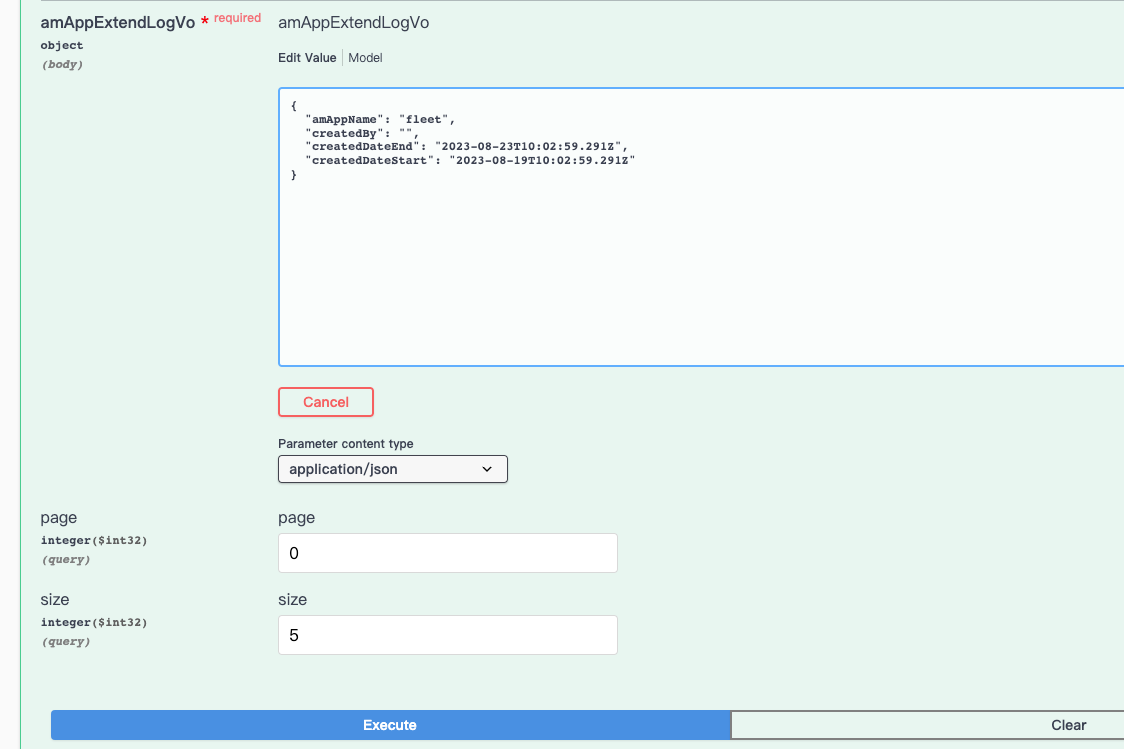 amAppExtendLogVo * required
object
(body)
amAppExtendLogVo
Edit Value | Model
{
  "amAppName": "fleet",
  "createdBy": "",
  "createdDateEnd": "2023-08-23T10:02:59.291Z",
  "createdDateStart": "2023-08-19T10:02:59.291Z"
}
Cancel
Parameter content type
application/json
page
integer($int32)
(query)
page
0
size
integer($int32)
(query)
size
5
Execute
Clear